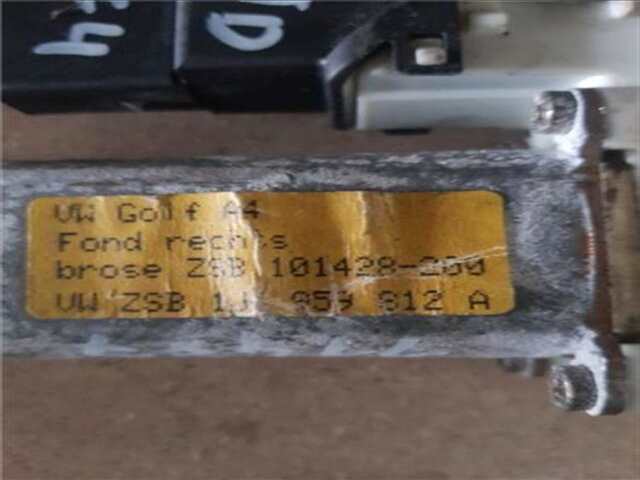 VW Golf A4
Fond rechts
brose ZSB 101428-200
VW ZSB 1J 959 812 A